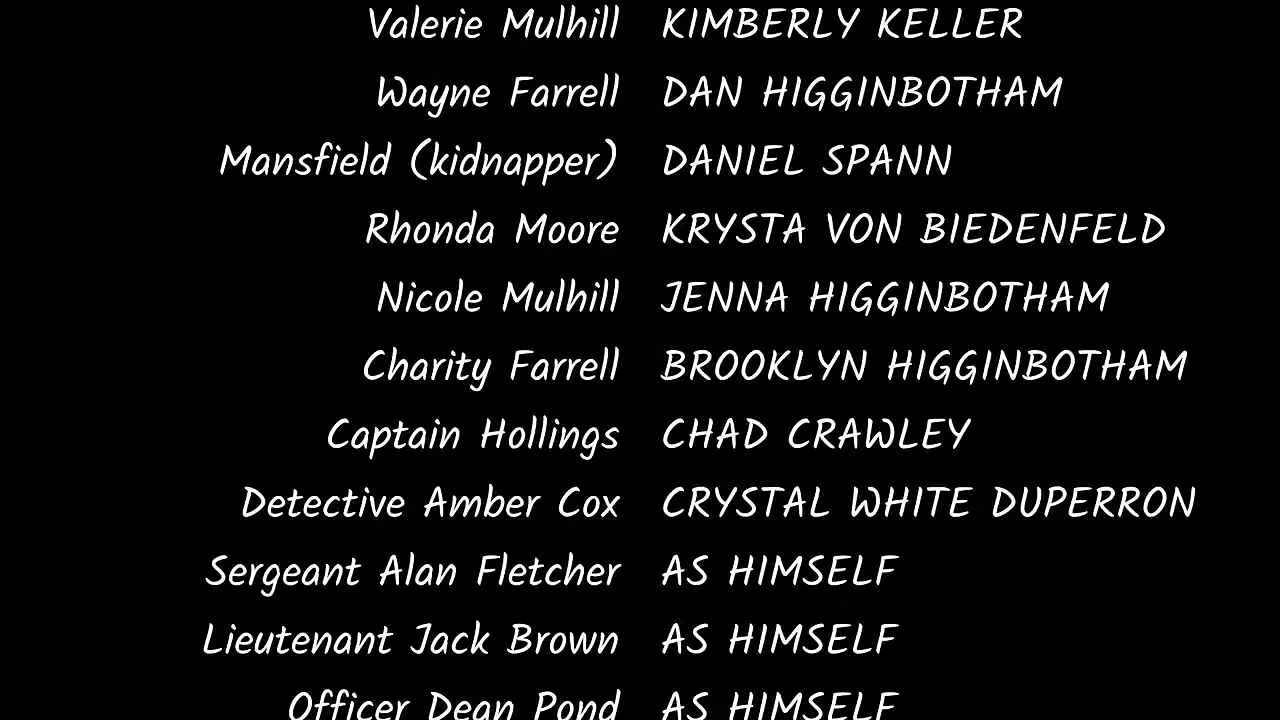 Valerie Mulhill KIMBERLY KELLER
Wayne Farrell DAN HIGGINBOTHAM
Mansfield (kidnapper) DANIEL SPANN
Rhonda Moore KRYSTA VON BIEDENFELD
Nicole Mulhill JENNA HIGGINBOTHAM
Charity Farrell BROOKLYN HIGGINBOTHAM
Captain Hollings CHAD CRAWLEY
Detective Amber Cox CRYSTAL WHITE DUPERRON
Sergeant Alan Fletcher AS HIMSELF
Lieutenant Jack Brown AS HIMSELF
Officer Dean Pond AS HIMSELF